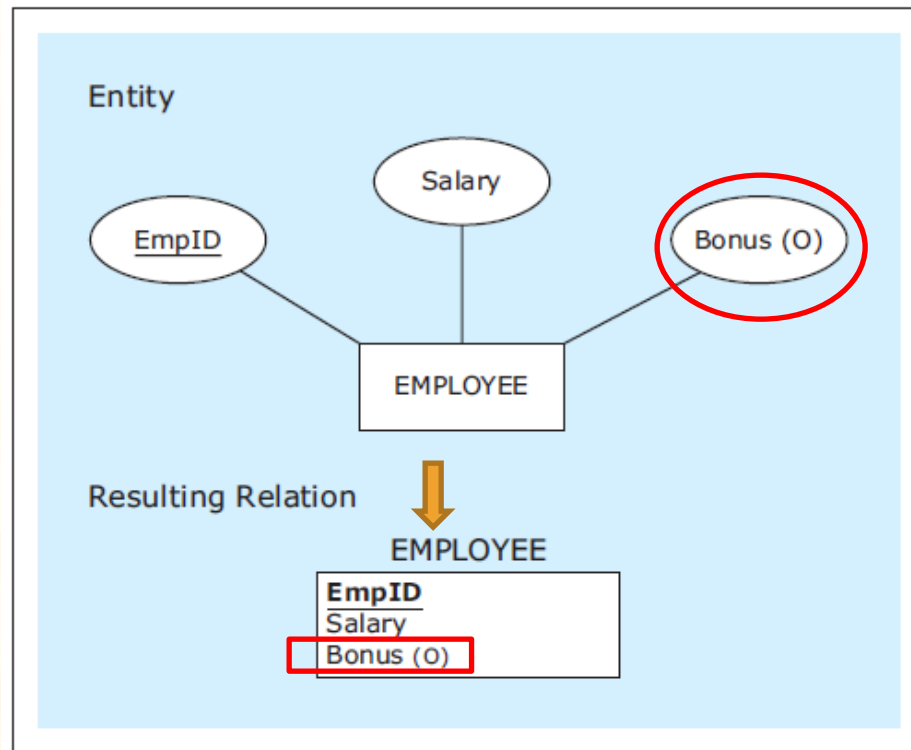 Entity
Salary
EmpID
Bonus (O)
EMPLOYEE
Resulting Relation
EMPLOYEE
EmpID
Salary
Bonus (O)